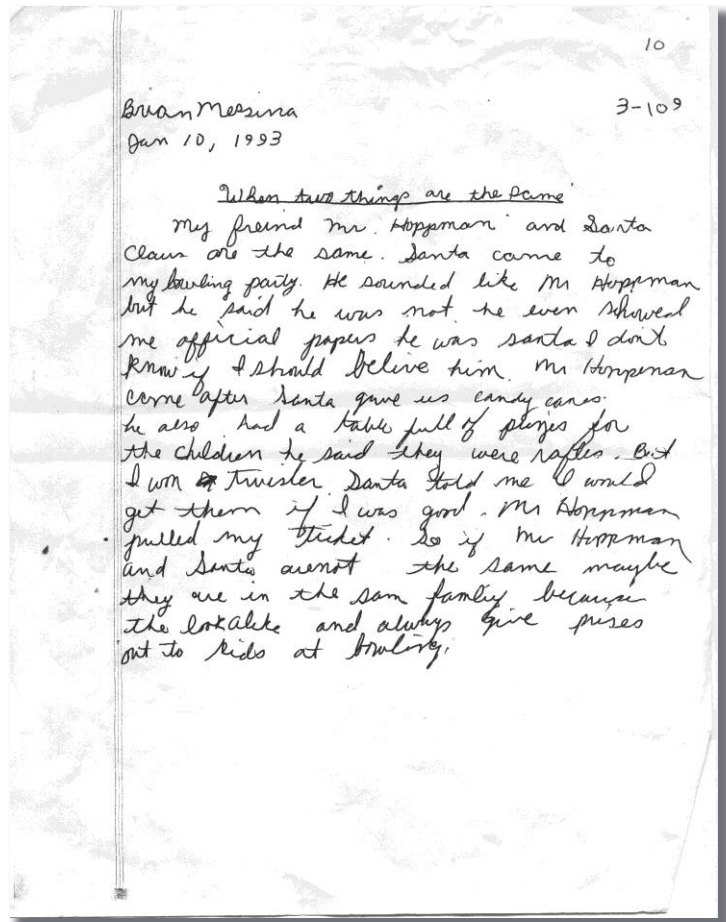 10
Brian Messina 3-109
Jan 10, 1993
When two things are the same
My freind Mr. Hoppman and Santa
Claus are the same. Santa came to
my bowling party. He sounded like Mr Hoppman
but he said he was not. he even showed
me official papers he was santa I don't
know if I should belive him. Mr Hoppman
came after Santa gave us candy canes.
he also had a table full of prizes for
the children he said they were raffles. But
I won Twister. Santa told me I would
get them if I was good. Mr Hoppman
pulled my ticket. So if Mr Hoppman
and Santa arenot the same maybe
they are in the sam famliy because
the lookalike and always give prises
out to kids at bowling.